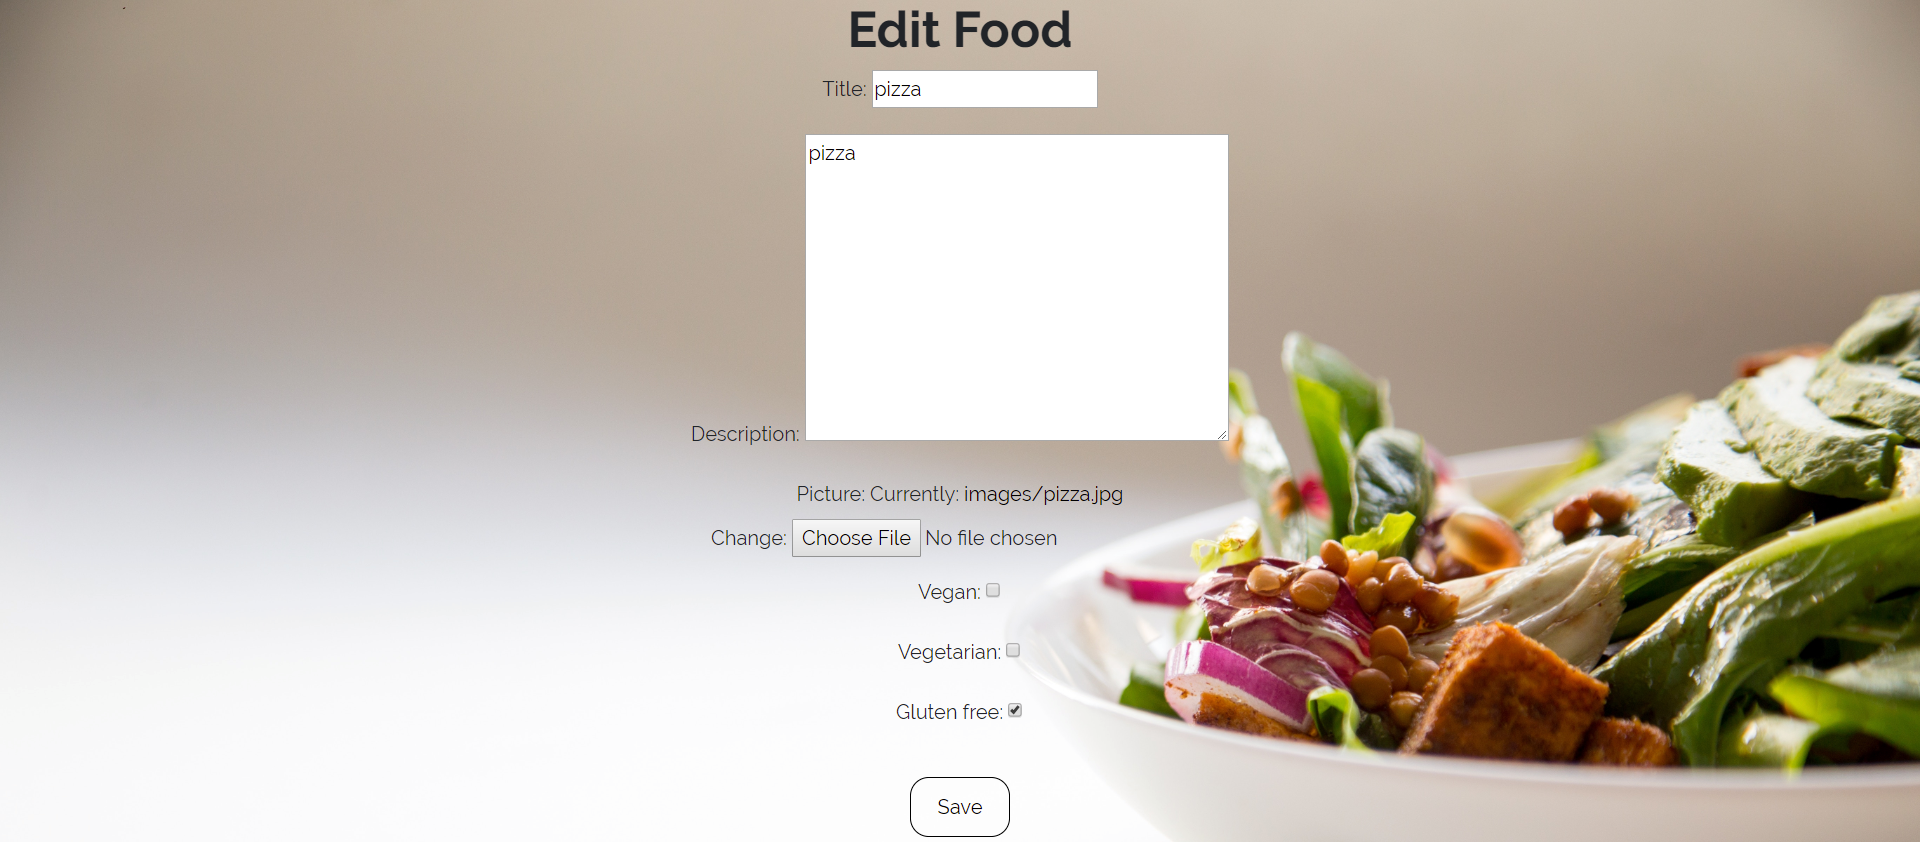 Edit Food
Title: pizza
pizza
Description:
Picture: Currently: images/pizza.jpg
Change: Choose File No file chosen
Vegan:
Vegetarian:
Gluten free:
Save